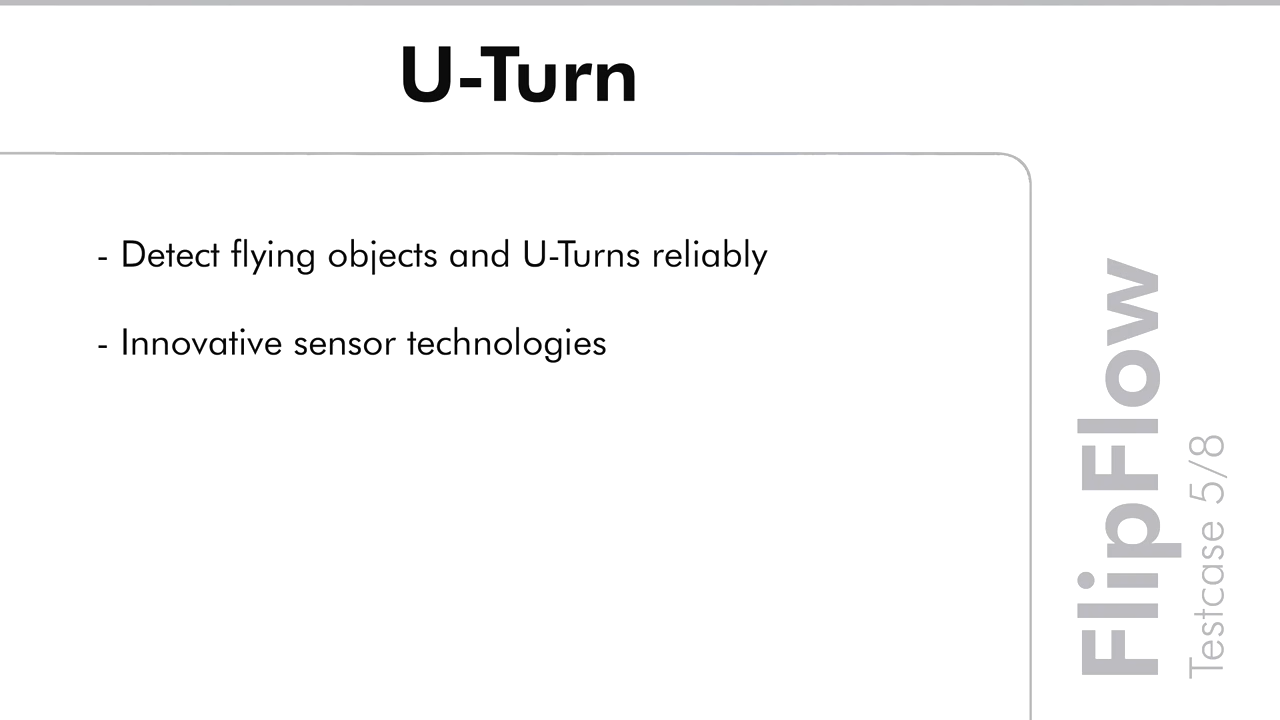 U-Turn
- Detect flying objects and U-Turns reliably
- Innovative sensor technologies
FlipFlow
Testcase 5/8